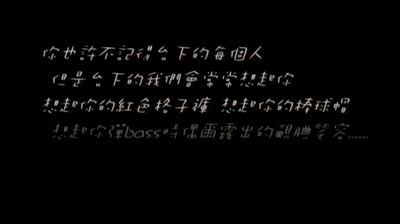 你也許不記得台下的每個人
但是台下的我們會常常想起你
想起你的紅色格子褲 想起你的棒球帽
想起你彈bass時偶爾露出的靦腆笑容......